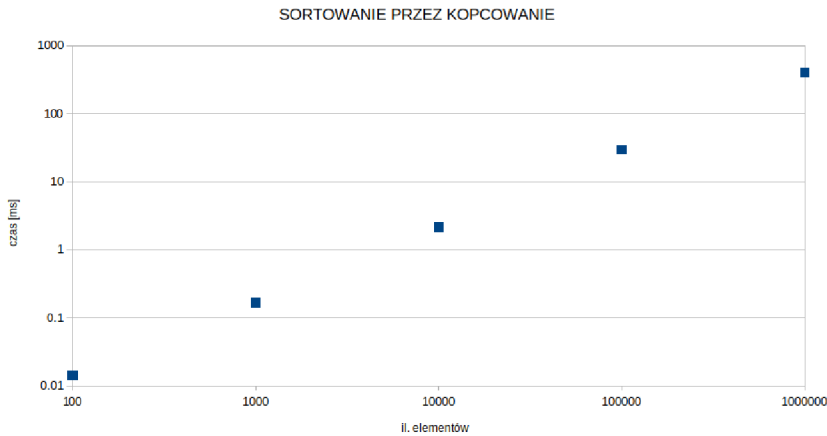 SORTOWANIE PRZEZ KOPCOWANIE
1000
100
10
1
0.1
0.01
czas [ms]
100 1000 10000 100000 1000000
il. elementów